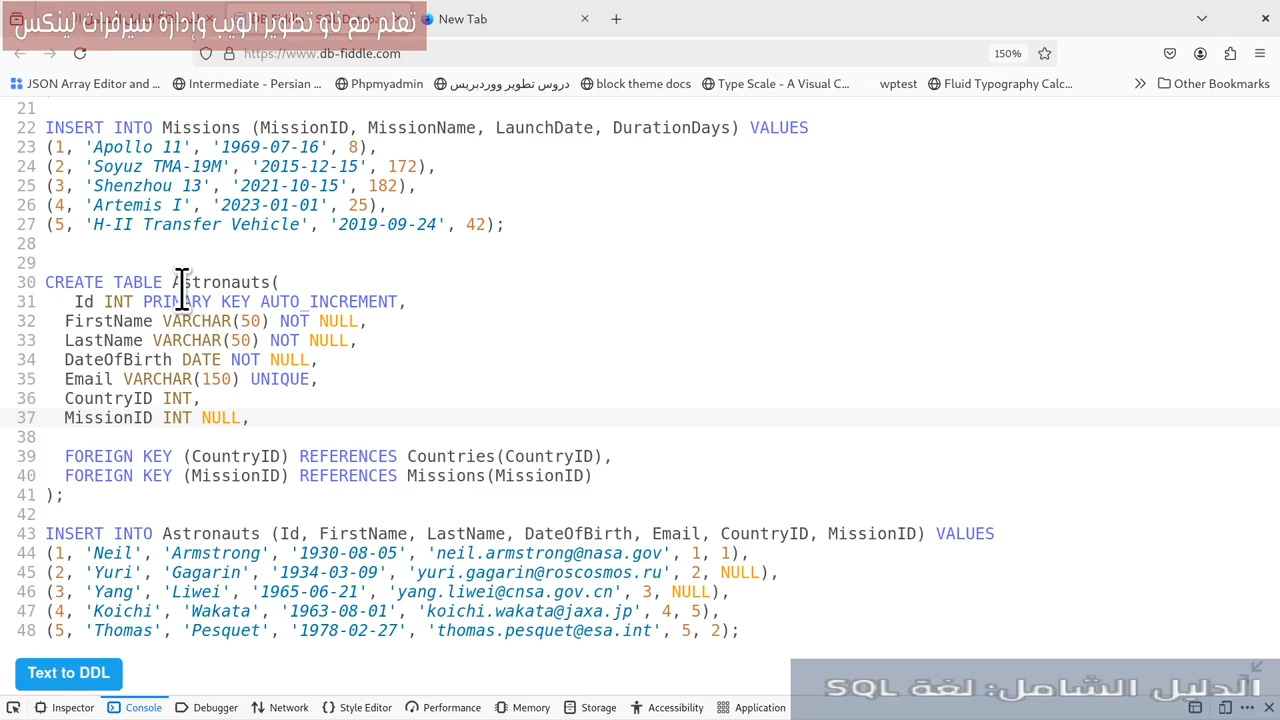 تعلم مع ناو تطوير الويب وإدارة سيرفرات لينكس
New Tab
https://www.db-fiddle.com
150%
JSON Array Editor and ...
Intermediate - Persian ...
Phpmyadmin
دروس تطوير ووردبريس
block theme docs
Type Scale - A Visual C...
wptest
Fluid Typography Calc...
Other Bookmarks
21
22 INSERT INTO Missions (MissionID, MissionName, LaunchDate, DurationDays) VALUES
23 (1, 'Apollo 11', '1969-07-16', 8),
24 (2, 'Soyuz TMA-19M', '2015-12-15', 172),
25 (3, 'Shenzhou 13', '2021-10-15', 182),
26 (4, 'Artemis I', '2023-01-01', 25),
27 (5, 'H-II Transfer Vehicle', '2019-09-24', 42);
28
29
30 CREATE TABLE Astronauts(
31 Id INT PRIMARY KEY AUTO_INCREMENT,
32 FirstName VARCHAR(50) NOT NULL,
33 LastName VARCHAR(50) NOT NULL,
34 DateOfBirth DATE NOT NULL,
35 Email VARCHAR(150) UNIQUE,
36 CountryID INT,
37 MissionID INT NULL,
38
39 FOREIGN KEY (CountryID) REFERENCES Countries(CountryID),
40 FOREIGN KEY (MissionID) REFERENCES Missions(MissionID)
41 );
42
43 INSERT INTO Astronauts (Id, FirstName, LastName, DateOfBirth, Email, CountryID, MissionID) VALUES
44 (1, 'Neil', 'Armstrong', '1930-08-05', 'neil.armstrong@nasa.gov', 1, 1),
45 (2, 'Yuri', 'Gagarin', '1934-03-09', 'yuri.gagarin@roscosmos.ru', 2, NULL),
46 (3, 'Yang', 'Liwei', '1965-06-21', 'yang.liwei@cnsa.gov.cn', 3, NULL),
47 (4, 'Koichi', 'Wakata', '1963-08-01', 'koichi.wakata@jaxa.jp', 4, 5),
48 (5, 'Thomas', 'Pesquet', '1978-02-27', 'thomas.pesquet@esa.int', 5, 2);
Text to DDL
الدليل الشامل: لغة SQL
Inspector
Console
Debugger
Network
Style Editor
Performance
Memory
Storage
Accessibility
Application